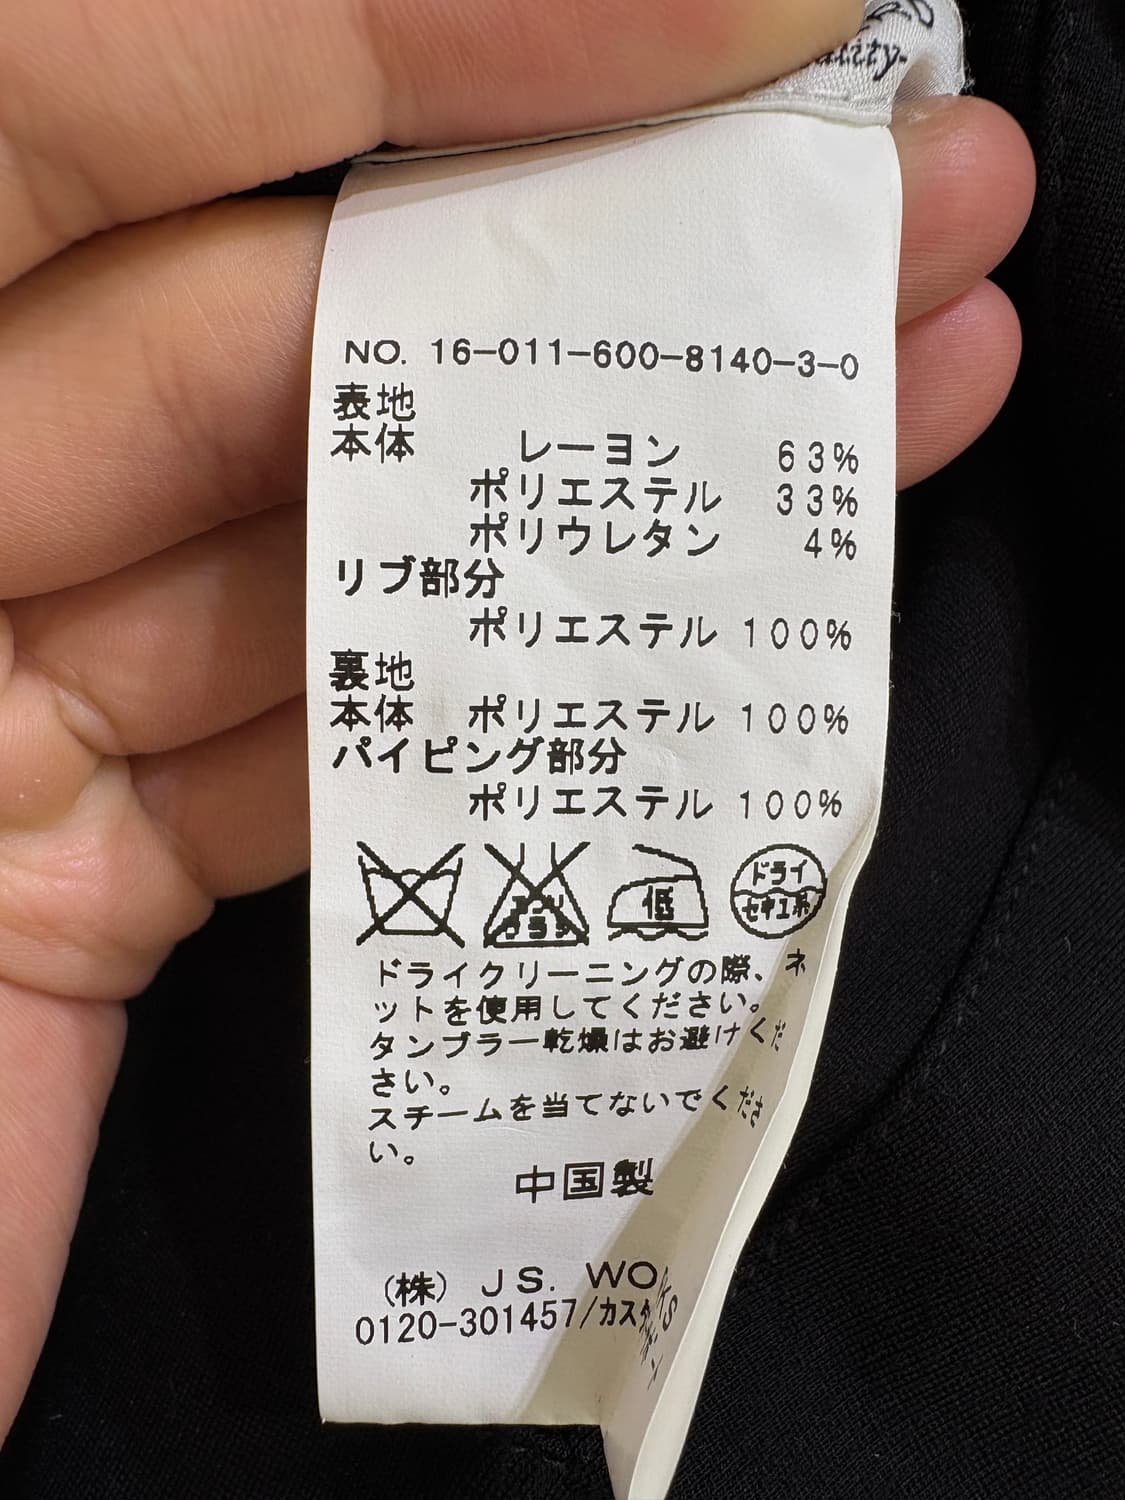 NO. 16-011-600-8140-3-0
表地
本体 レーヨン 63%
ポリエステル 33%
ポリウレタン 4%
リブ部分
ポリエステル 100%
裏地
本体 ポリエステル 100%
パイピング部分
ポリエステル 100%
低 ドライ
セキユ系
ドライクリーニングの際、ネ
ットを使用してください。
タンブラー乾燥はお避けくだ
さい。
スチームを当てないでくださ
い。
中国製
(株) JS. WORKS
0120-301457/カスタ